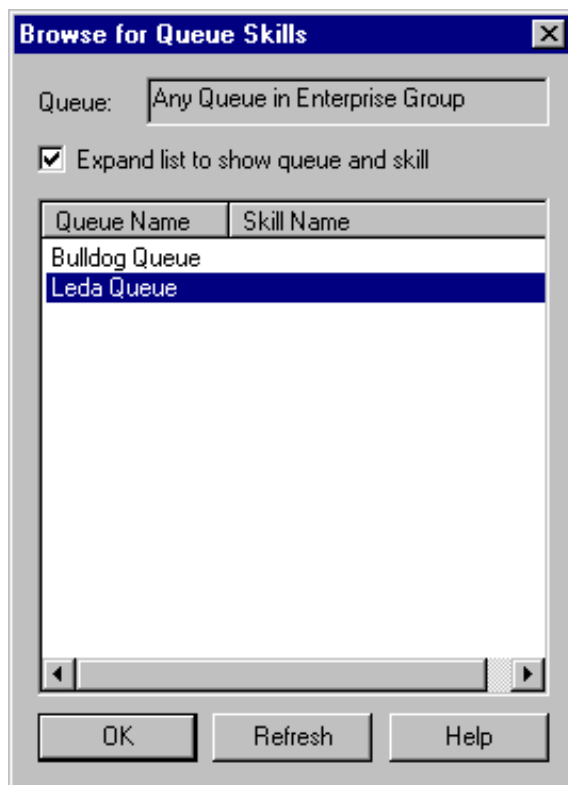 Browse for Queue Skills
Queue: Any Queue in Enterprise Group
Expand list to show queue and skill
Queue Name Skill Name
Bulldog Queue
Leda Queue
OK Refresh Help